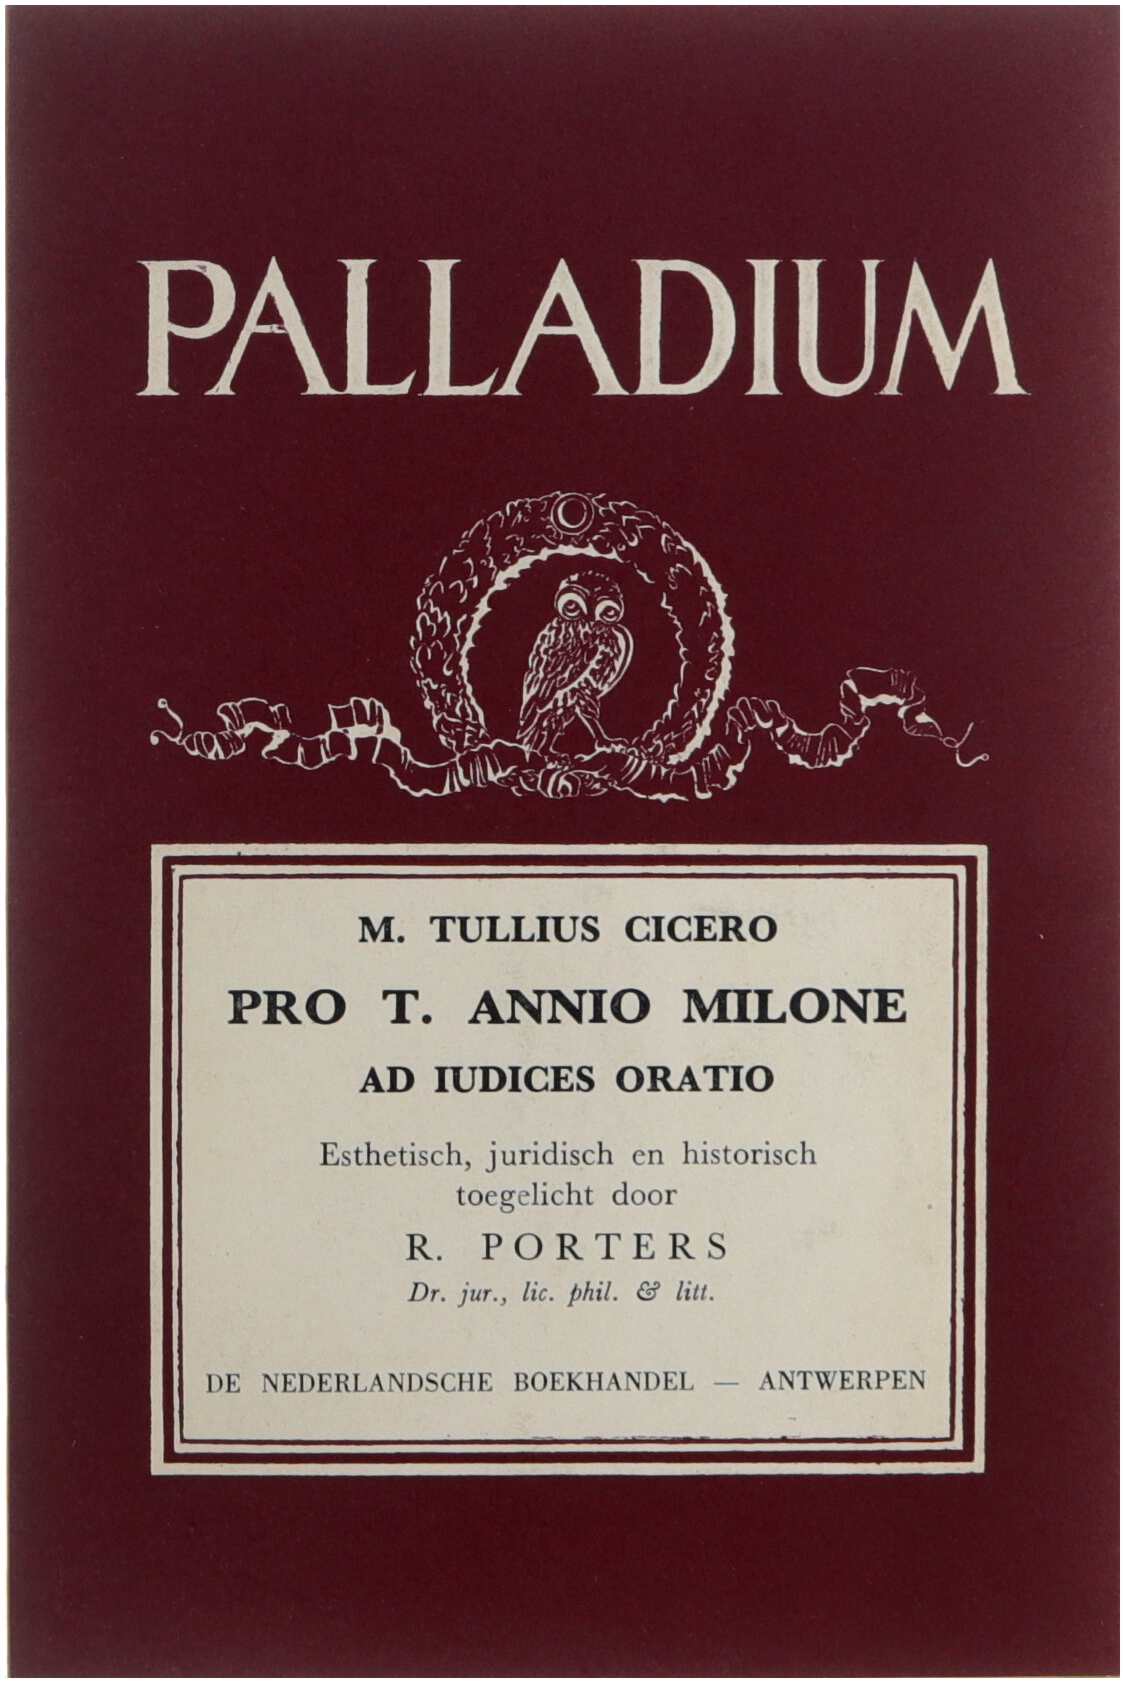 PALLADIUM
M. TULLIUS CICERO
PRO T. ANNIO MILONE
AD IUDICES ORATIO
Esthetisch, juridisch en historisch
toegelicht door
R. PORTERS
Dr. jur., lic. phil. & litt.
DE NEDERLANDSCHE BOEKHANDEL — ANTWERPEN